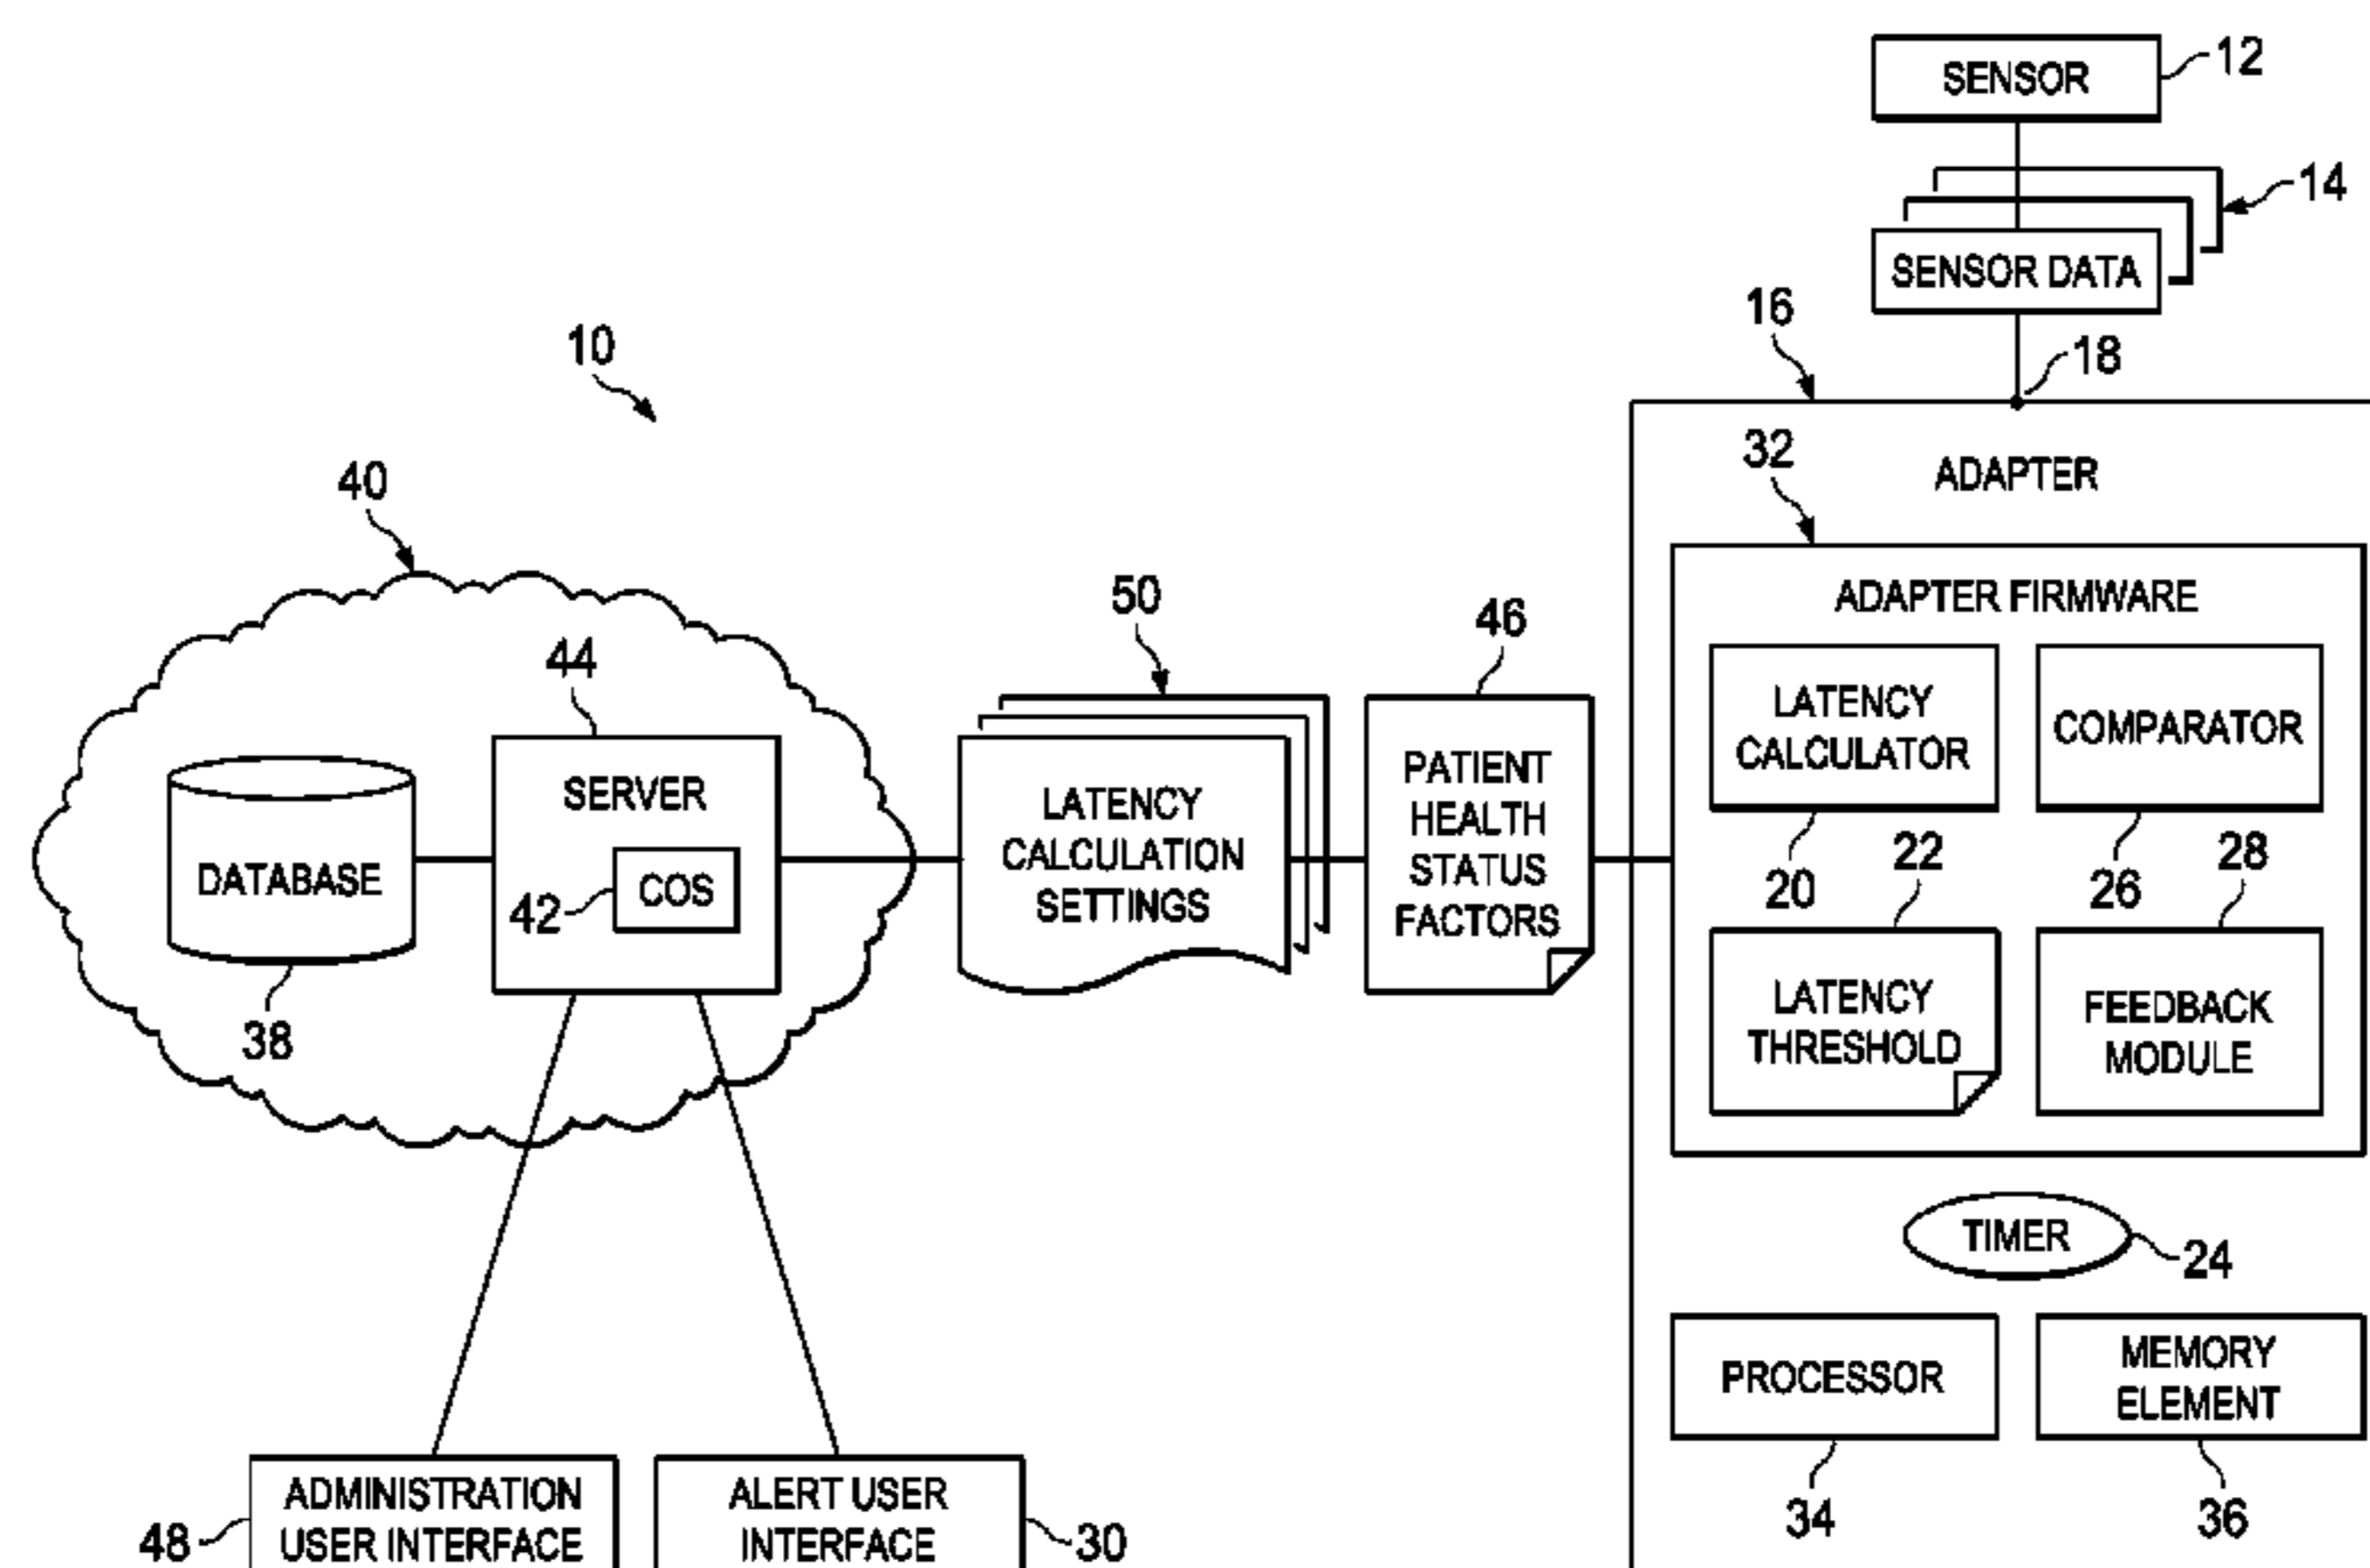 SENSOR
12
14
SENSOR DATA
16
18
10
32
ADAPTER
40
ADAPTER FIRMWARE
50
46
44
LATENCY
CALCULATOR
COMPARATOR
SERVER
DATABASE
42
COS
LATENCY
CALCULATION
SETTINGS
PATIENT
HEALTH
STATUS
FACTORS
20
22
26
28
38
LATENCY
THRESHOLD
FEEDBACK
MODULE
TIMER
24
PROCESSOR
MEMORY
ELEMENT
34
36
ADMINISTRATION
USER INTERFACE
48
ALERT USER
INTERFACE
30